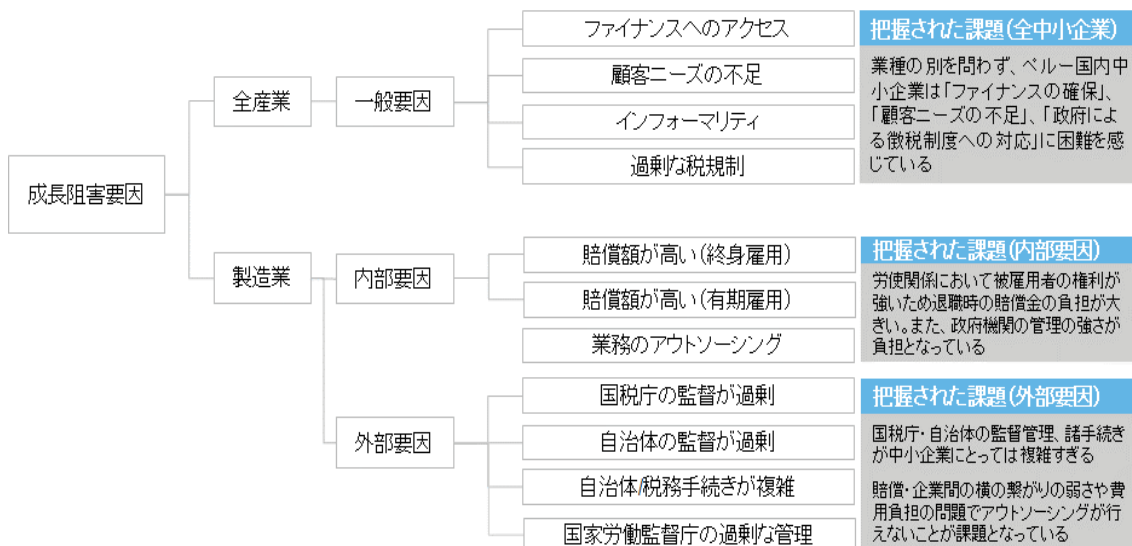 成長阻害要因
全産業
一般要因
ファイナンスへのアクセス
顧客ニーズの不足
インフォーマリティ
過剰な税規制
把握された課題(全中小企業)
業種の別を問わず、ペルー国内中
小企業は「ファイナンスの確保」、
「顧客ニーズの不足」、「政府によ
る徴税制度への対応」に困難を感
じている
製造業
内部要因
賠償額が高い(終身雇用)
賠償額が高い(有期雇用)
業務のアウトソーシング
把握された課題(内部要因)
労使関係において被雇用者の権利が
強いため退職時の賠償金の負担が大
きい。また、政府機関の管理の強さが
負担となっている
外部要因
国税庁の監督が過剰
自治体の監督が過剰
自治体/税務手続きが複雑
国家労働監督庁の過剰な管理
把握された課題(外部要因)
国税庁・自治体の監督管理、諸手続き
が中小企業にとっては複雑すぎる
賠償・企業間の横の繋がりの弱さや費
用負担の問題でアウトソーシングが行
えないことが課題となっている